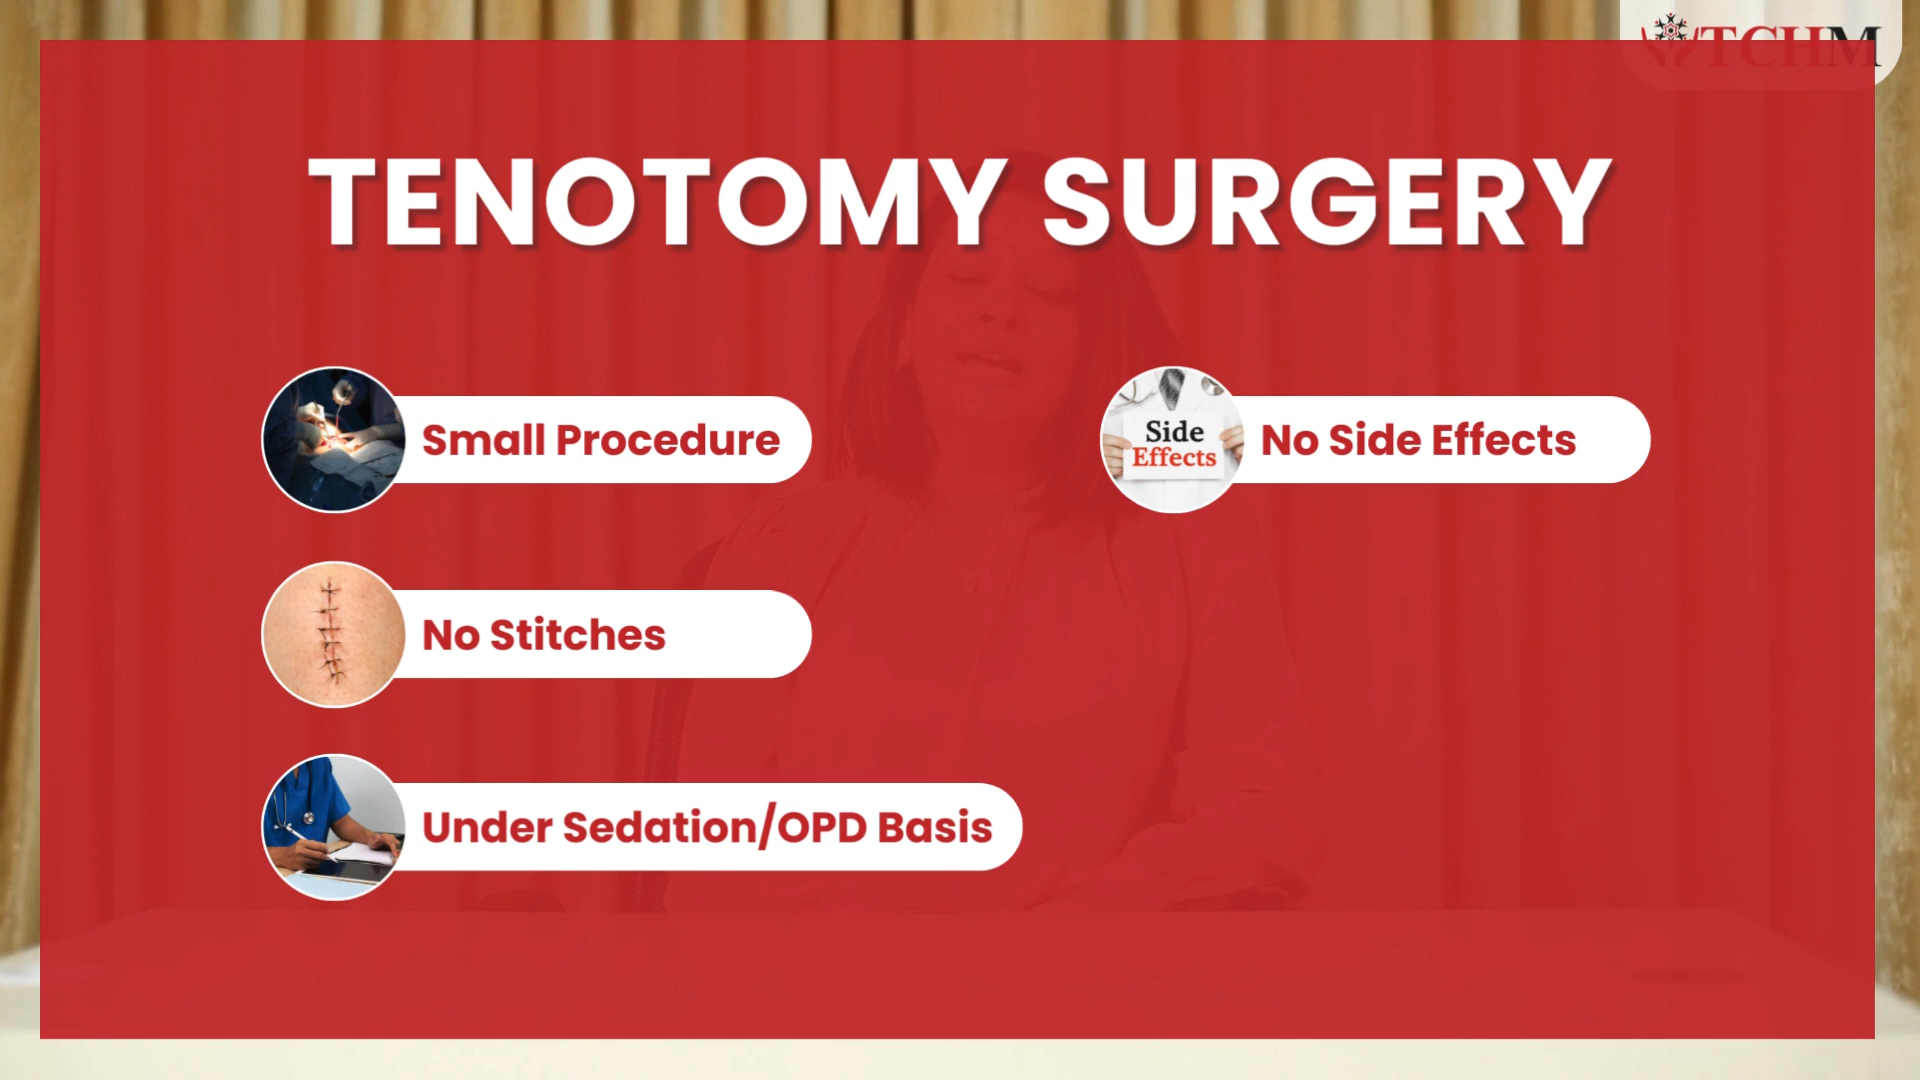 TCHM
TENOTOMY SURGERY
Small Procedure
Side
Effects
No Side Effects
No Stitches
Under Sedation/OPD Basis